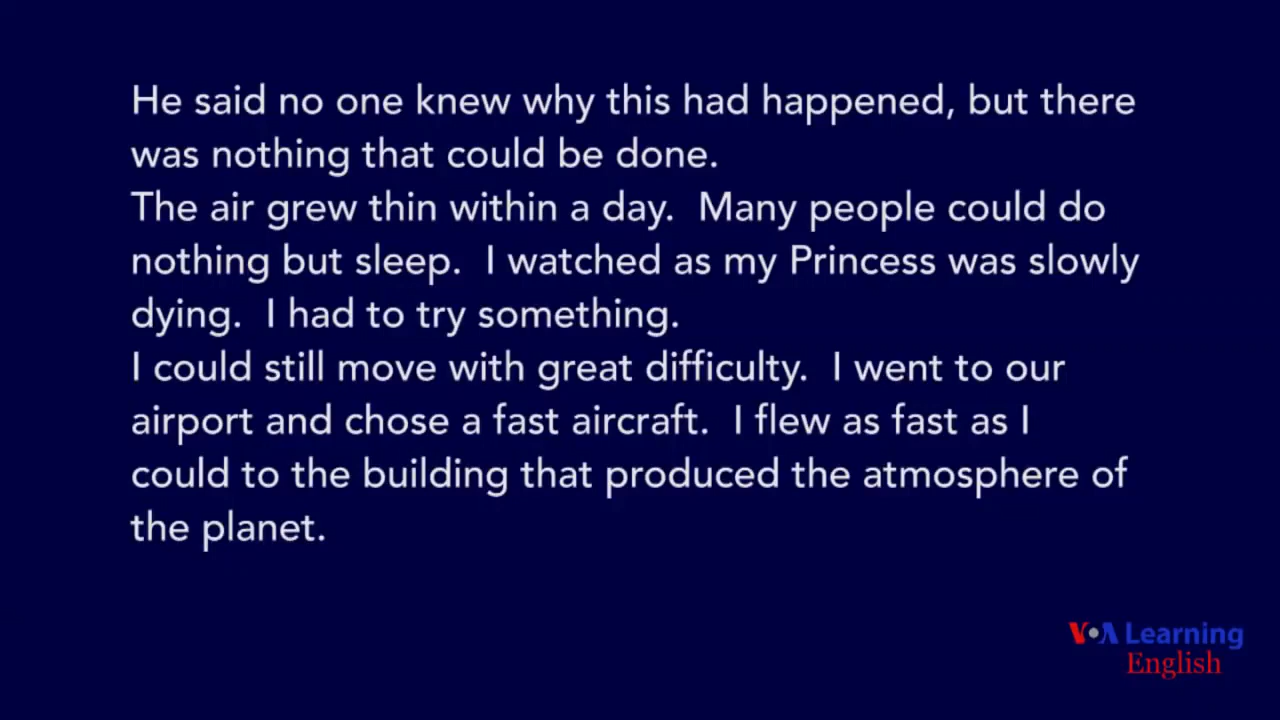 He said no one knew why this had happened, but there
was nothing that could be done.
The air grew thin within a day.  Many people could do
nothing but sleep.  I watched as my Princess was slowly
dying.  I had to try something.
I could still move with great difficulty.  I went to our
airport and chose a fast aircraft.  I flew as fast as I
could to the building that produced the atmosphere of
the planet.
VOA Learning
English